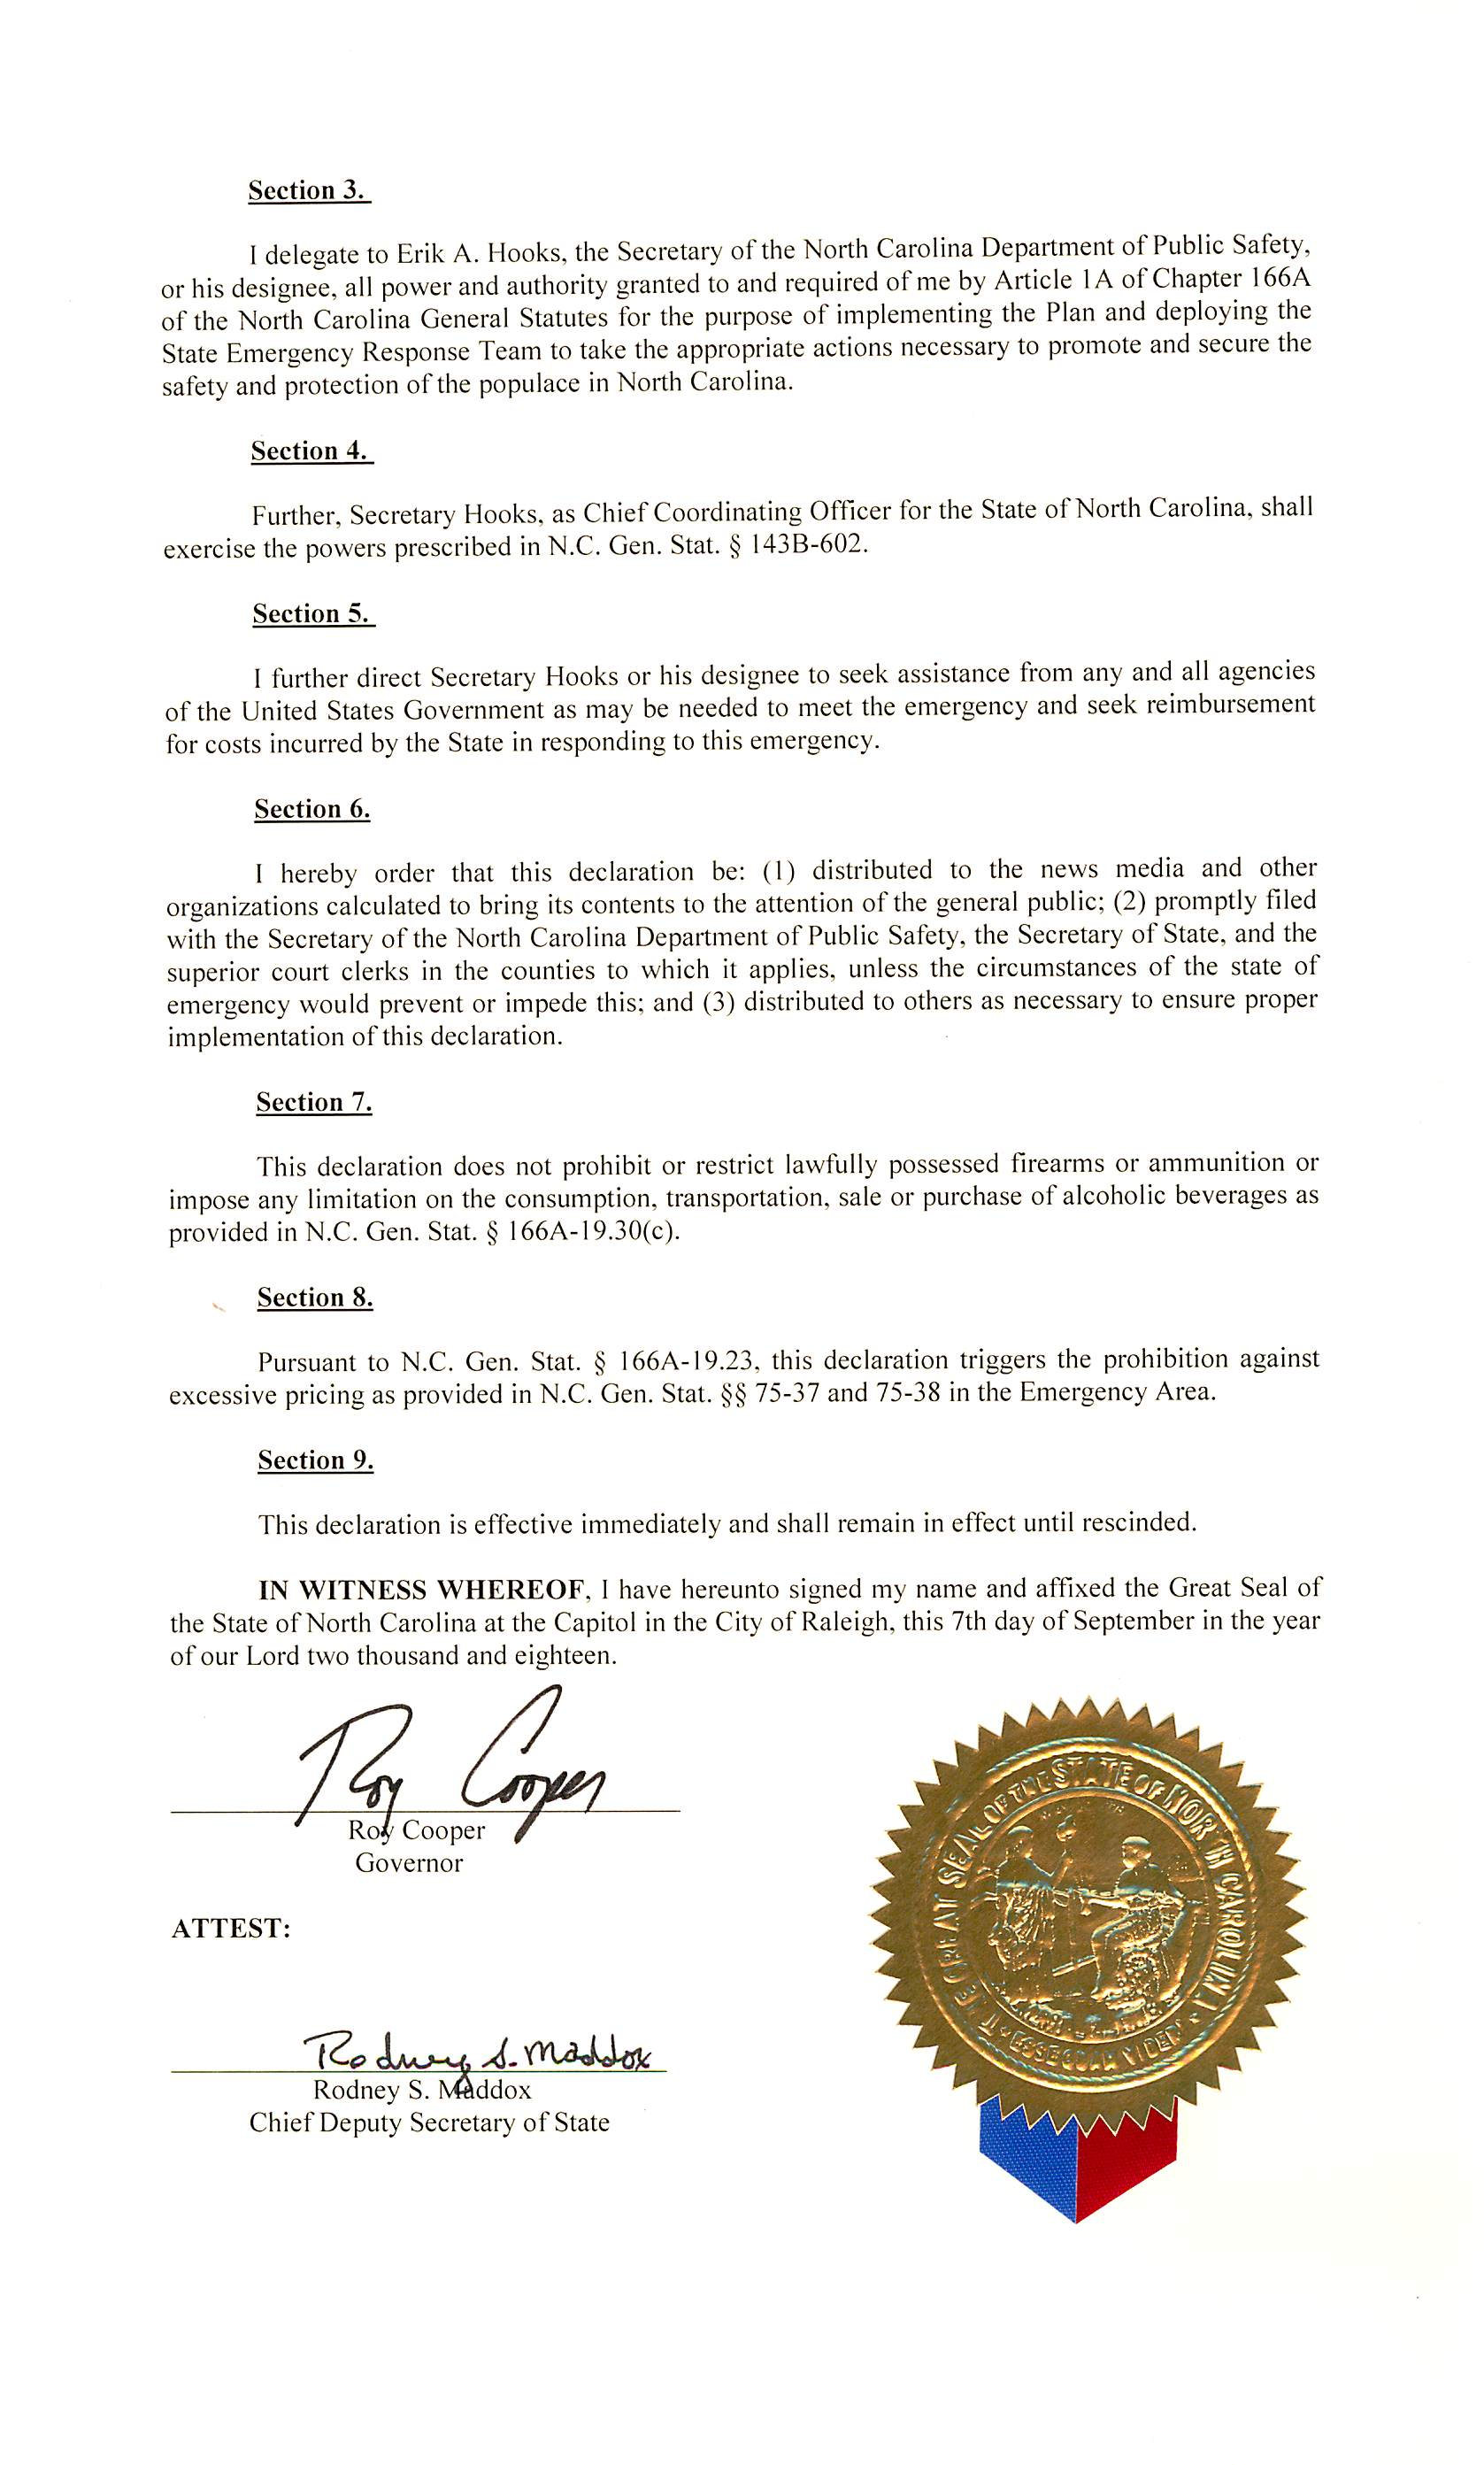 Section 3.
I delegate to Erik A. Hooks, the Secretary of the North Carolina Department of Public Safety,
or his designee, all power and authority granted to and required of me by Article 1A of Chapter 166A
of the North Carolina General Statutes for the purpose of implementing the Plan and deploying the
State Emergency Response Team to take the appropriate actions necessary to promote and secure the
safety and protection of the populace in North Carolina.
Section 4.
Further, Secretary Hooks, as Chief Coordinating Officer for the State of North Carolina, shall
exercise the powers prescribed in N.C. Gen. Stat. § 143B-602.
Section 5.
I further direct Secretary Hooks or his designee to seek assistance from any and all agencies
of the United States Government as may be needed to meet the emergency and seek reimbursement
for costs incurred by the State in responding to this emergency.
Section 6.
I hereby order that this declaration be: (1) distributed to the news media and other
organizations calculated to bring its contents to the attention of the general public; (2) promptly filed
with the Secretary of the North Carolina Department of Public Safety, the Secretary of State, and the
superior court clerks in the counties to which it applies, unless the circumstances of the state of
emergency would prevent or impede this; and (3) distributed to others as necessary to ensure proper
implementation of this declaration.
Section 7.
This declaration does not prohibit or restrict lawfully possessed firearms or ammunition or
impose any limitation on the consumption, transportation, sale or purchase of alcoholic beverages as
provided in N.C. Gen. Stat. § 166A-19.30(c).
Section 8.
Pursuant to N.C. Gen. Stat. § 166A-19.23, this declaration triggers the prohibition against
excessive pricing as provided in N.C. Gen. Stat. §§ 75-37 and 75-38 in the Emergency Area.
Section 9.
This declaration is effective immediately and shall remain in effect until rescinded.
IN WITNESS WHEREOF, I have hereunto signed my name and affixed the Great Seal of
the State of North Carolina at the Capitol in the City of Raleigh, this 7th day of September in the year
of our Lord two thousand and eighteen.
Roy Cooper
Roy Cooper
Governor
ATTEST:
Rodney S. Maddox
Rodney S. Maddox
Chief Deputy Secretary of State
THE GREAT SEAL OF THE STATE OF NORTH CAROLINA
ESSE QUAM VIDERI